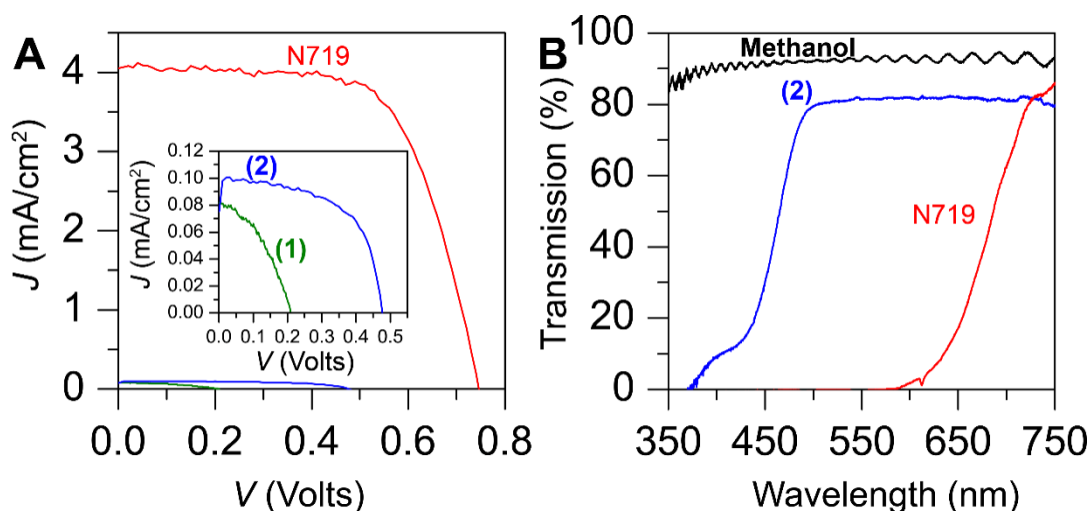 A
N719
4
3
2
1
0
J (mA/cm²)
0.0 0.2 0.4 0.6 0.8
V (Volts)
0.12
0.10
0.08
0.06
0.04
0.02
0.00
J (mA/cm²)
(2)
(1)
0.0 0.1 0.2 0.3 0.4 0.5
V (Volts)
B
100
80
60
40
20
0
Transmission (%)
Methanol
(2)
N719
350 450 550 650 750
Wavelength (nm)